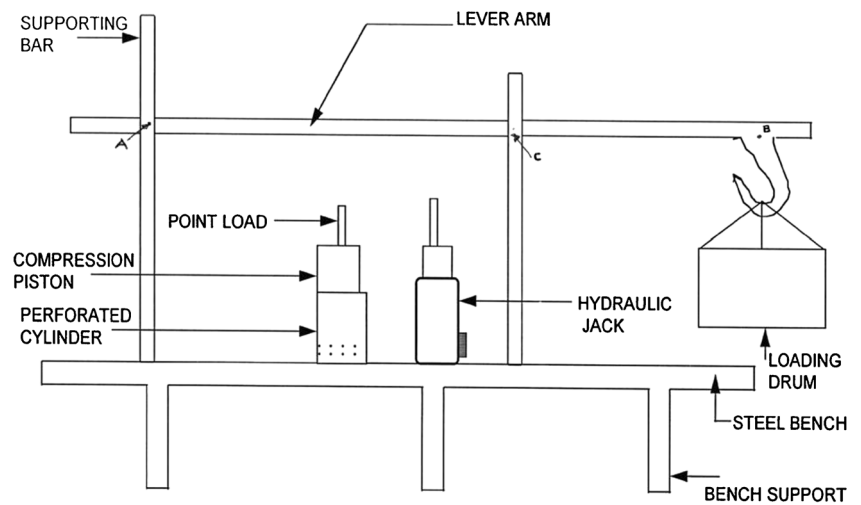 SUPPORTING
BAR
LEVER ARM
A
B
C
POINT LOAD
COMPRESSION
PISTON
PERFORATED
CYLINDER
HYDRAULIC
JACK
LOADING
DRUM
STEEL BENCH
BENCH SUPPORT